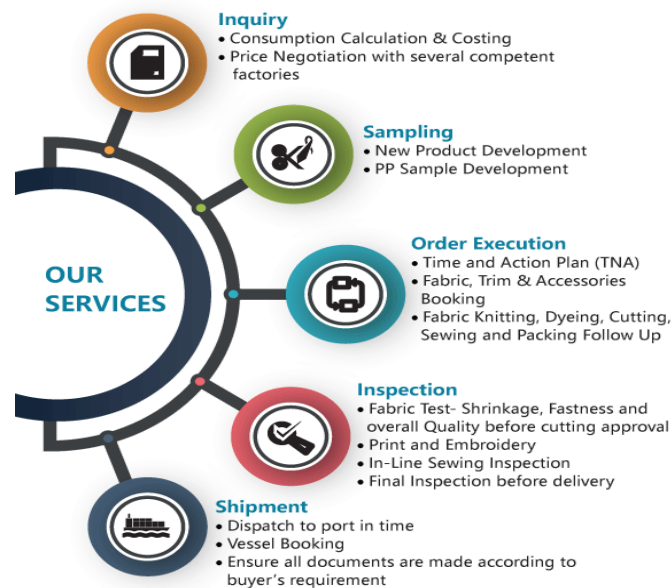 Inquiry
• Consumption Calculation & Costing
• Price Negotiation with several competent
factories
Sampling
• New Product Development
• PP Sample Development
OUR
SERVICES
Order Execution
• Time and Action Plan (TNA)
• Fabric, Trim & Accessories
Booking
• Fabric Knitting, Dyeing, Cutting,
Sewing and Packing Follow Up
Inspection
• Fabric Test- Shrinkage, Fastness and
overall Quality before cutting approval
• Print and Embroidery
• In-Line Sewing Inspection
• Final Inspection before delivery
Shipment
• Dispatch to port in time
• Vessel Booking
• Ensure all documents are made according to
buyer’s requirement